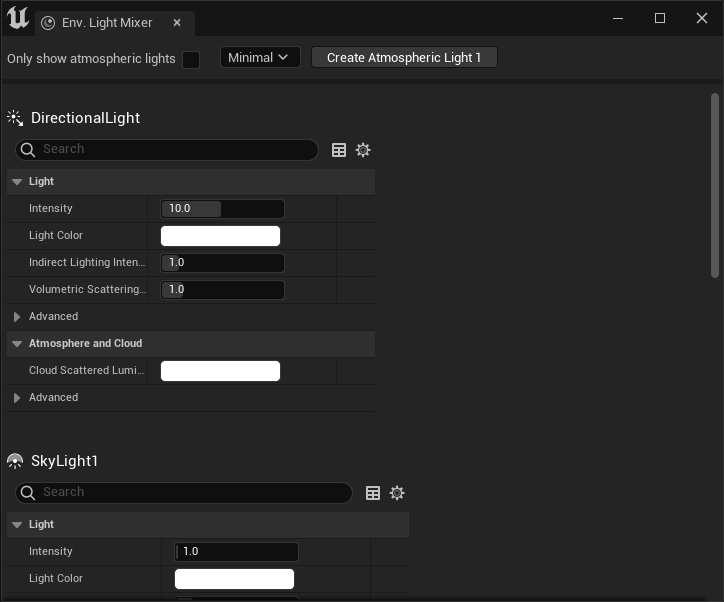 Env. Light Mixer
Only show atmospheric lights Minimal Create Atmospheric Light 1
DirectionalLight
Search
Light
Intensity 10.0
Light Color
Indirect Lighting Inten... 1.0
Volumetric Scattering... 1.0
Advanced
Atmosphere and Cloud
Cloud Scattered Lumi...
Advanced
SkyLight1
Search
Light
Intensity 1.0
Light Color